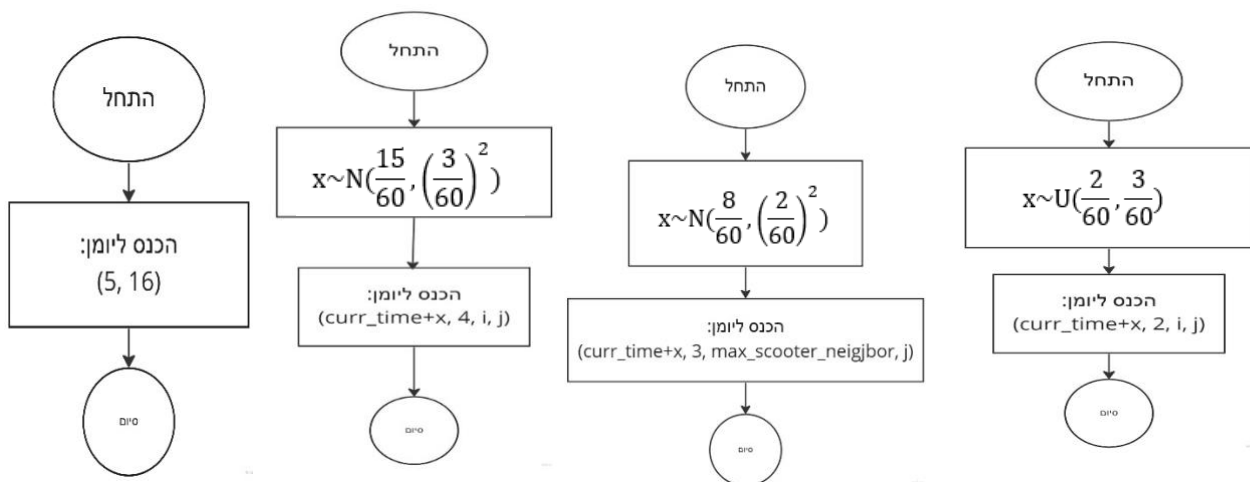 התחל
x~U(2/60, 3/60)
הכנס ליומן:
(curr_time+x, 2, i, j)
סיום
התחל
x~N(8/60, (2/60)²)
הכנס ליומן:
(curr_time+x, 3, max_scooter_neigjbor, j)
סיום
התחל
x~N(15/60, (3/60)²)
הכנס ליומן:
(curr_time+x, 4, i, j)
סיום
התחל
הכנס ליומן:
(5, 16)
סיום